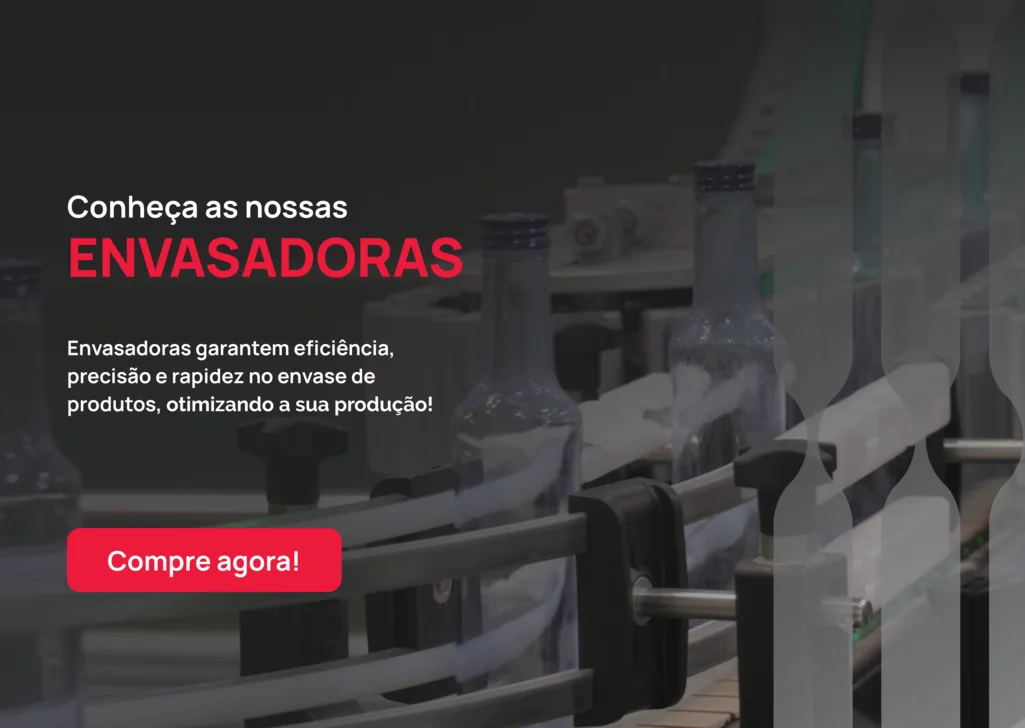 Conheça as nossas
ENVASADORAS
Envasadoras garantem eficiência,
precisão e rapidez no envase de
produtos, otimizando a sua produção!
Compre agora!